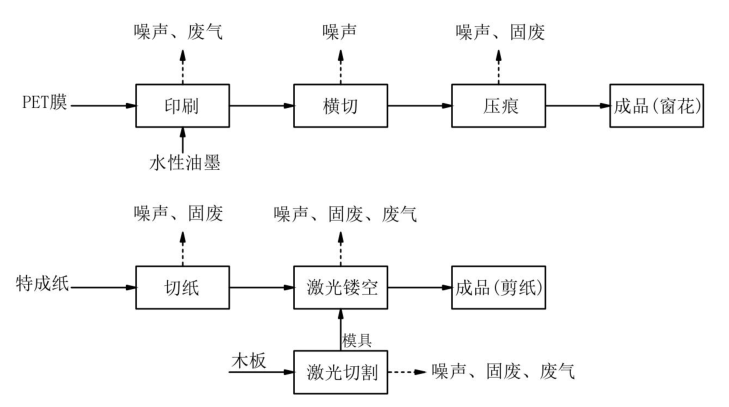 噪声、废气
噪声
噪声、固废
PET膜
印刷
横切
压痕
成品(窗花)
水性油墨
噪声、固废
噪声、固废、废气
特成纸
切纸
激光镂空
成品(剪纸)
模具
木板
激光切割
噪声、固废、废气